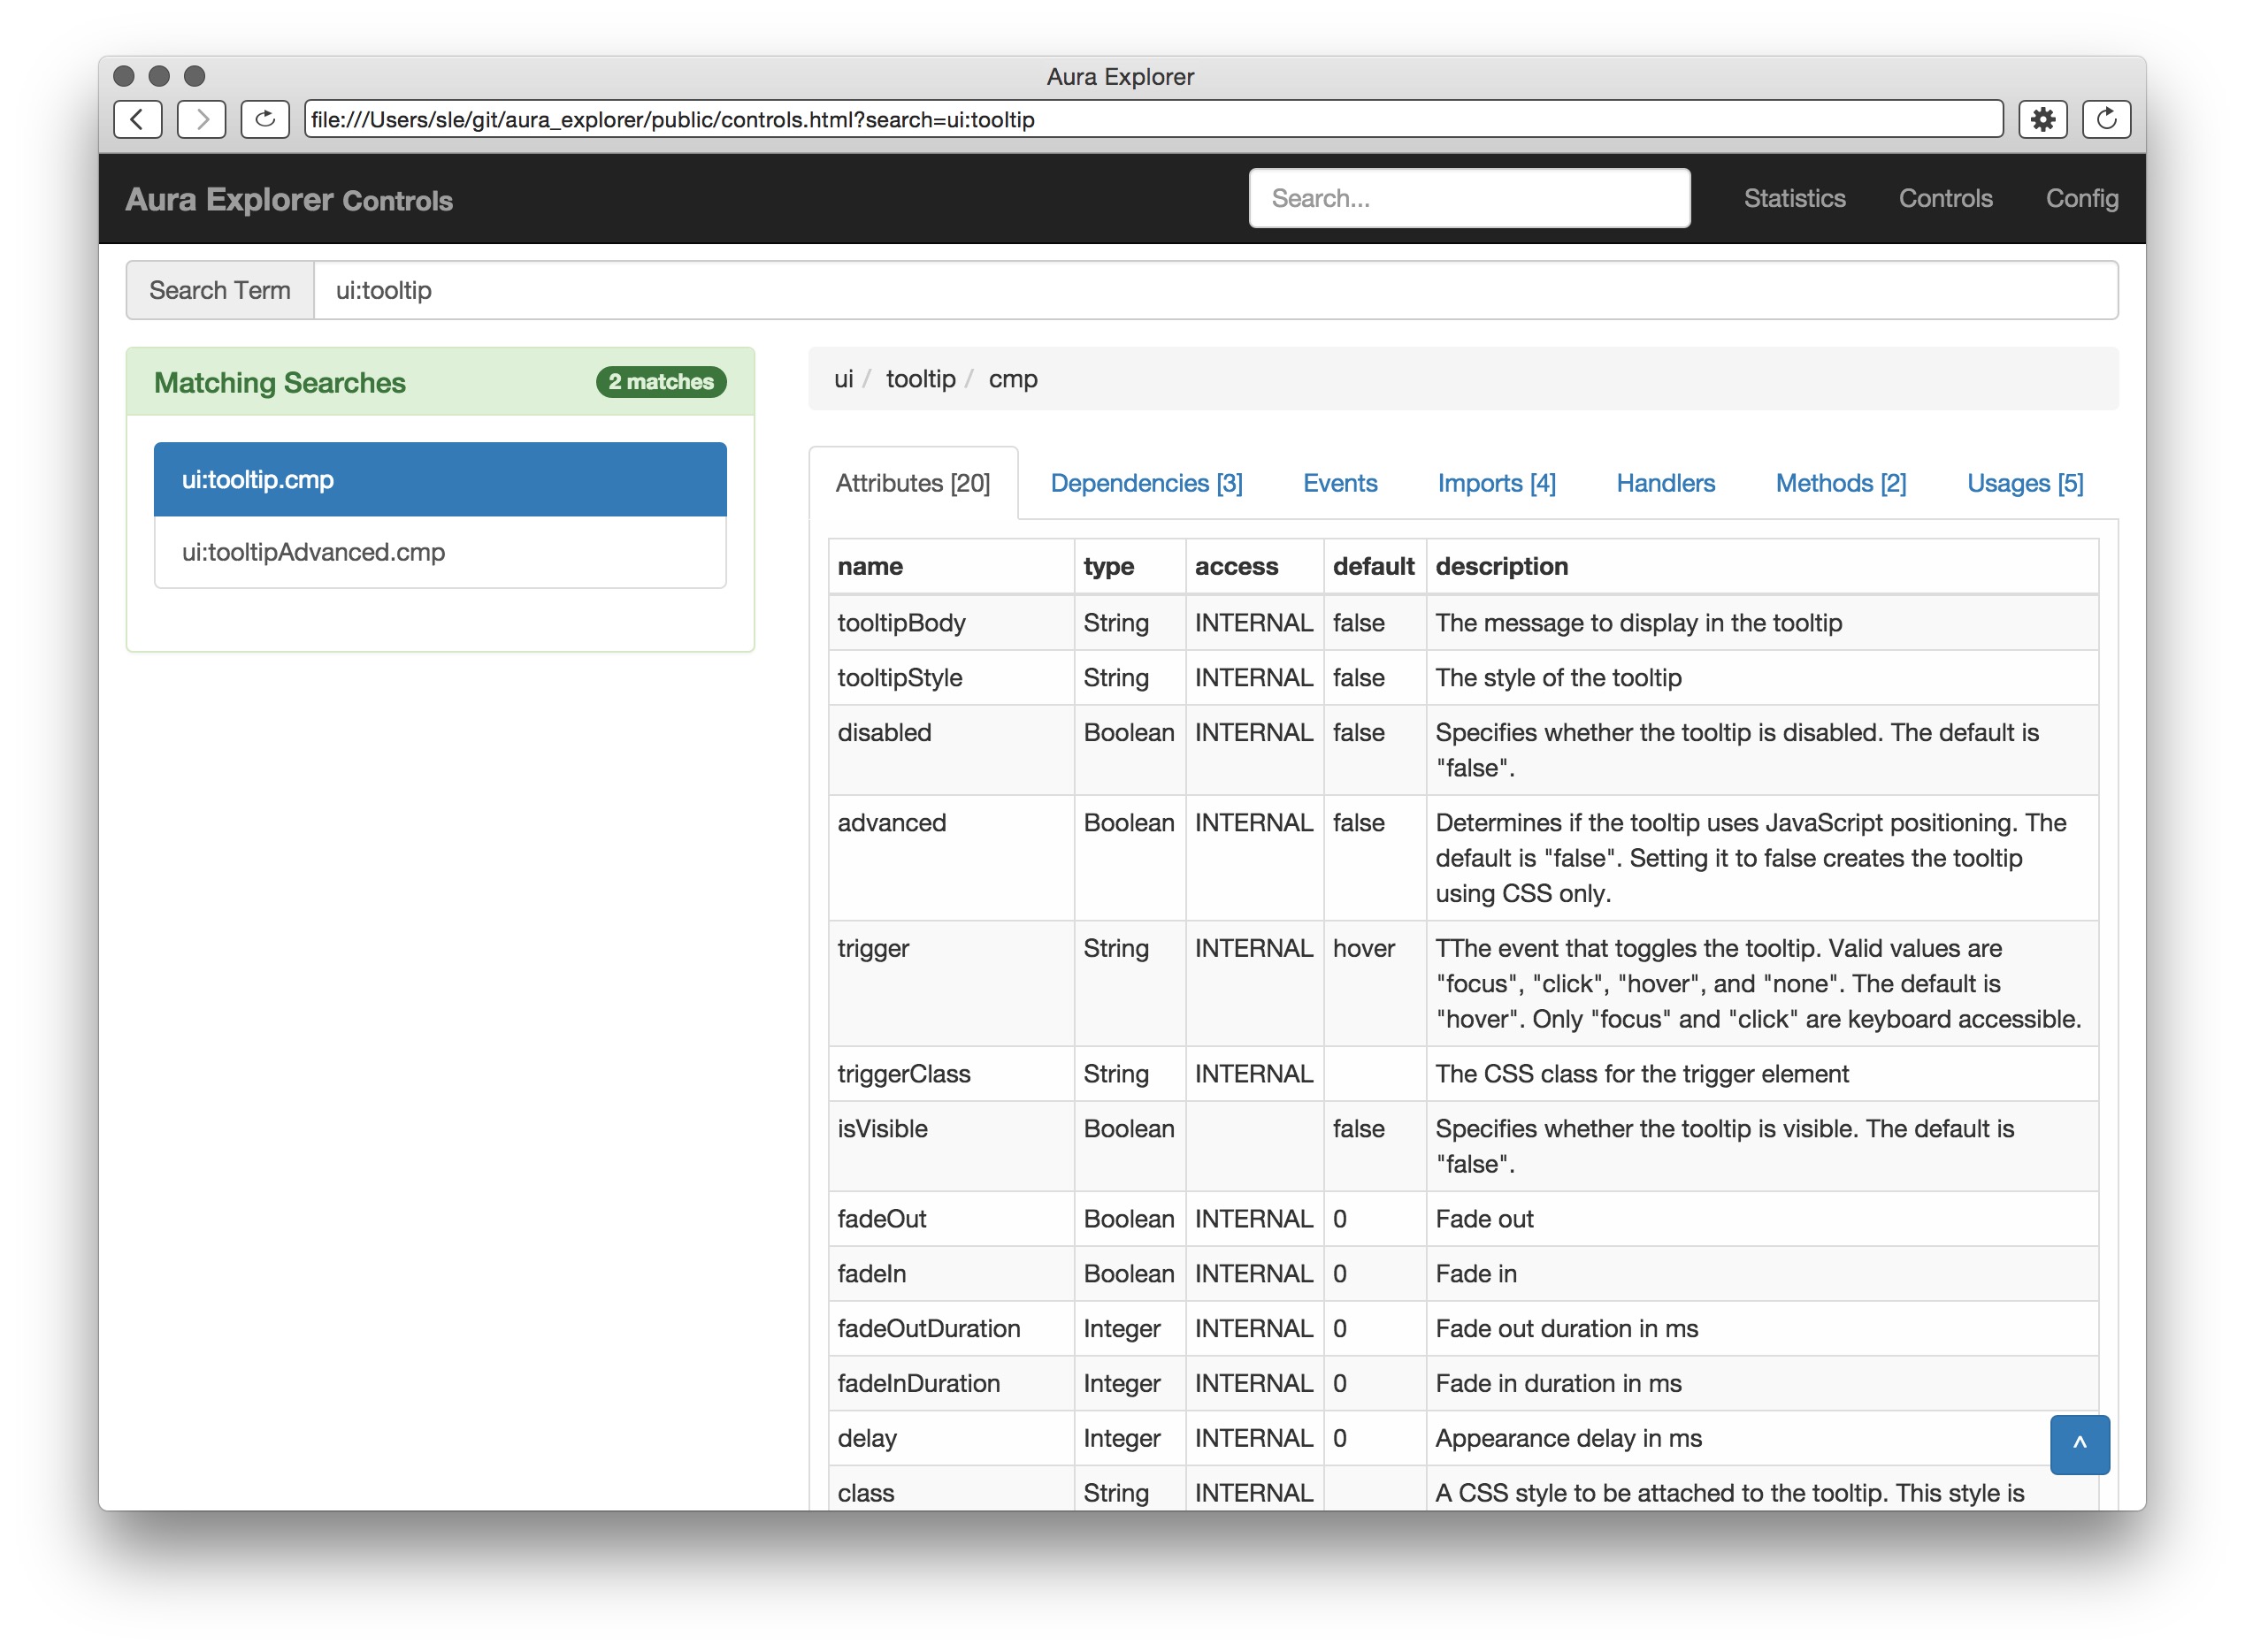 Aura Explorer
file:///Users/sle/git/aura_explorer/public/controls.html?search=ui:tooltip
Aura Explorer Controls
Search...
Statistics
Controls
Config
Search Term
ui:tooltip
Matching Searches
2 matches
ui:tooltip.cmp
ui:tooltipAdvanced.cmp
ui / tooltip / cmp
Attributes [20]
Dependencies [3]
Events
Imports [4]
Handlers
Methods [2]
Usages [5]
name type access default description
tooltipBody String INTERNAL false The message to display in the tooltip
tooltipStyle String INTERNAL false The style of the tooltip
disabled Boolean INTERNAL false Specifies whether the tooltip is disabled. The default is
"false".
advanced Boolean INTERNAL false Determines if the tooltip uses JavaScript positioning. The
default is "false". Setting it to false creates the tooltip
using CSS only.
trigger String INTERNAL hover TThe event that toggles the tooltip. Valid values are
"focus", "click", "hover", and "none". The default is
"hover". Only "focus" and "click" are keyboard accessible.
triggerClass String INTERNAL The CSS class for the trigger element
isVisible Boolean false Specifies whether the tooltip is visible. The default is
"false".
fadeOut Boolean INTERNAL 0 Fade out
fadeIn Boolean INTERNAL 0 Fade in
fadeOutDuration Integer INTERNAL 0 Fade out duration in ms
fadeInDuration Integer INTERNAL 0 Fade in duration in ms
delay Integer INTERNAL 0 Appearance delay in ms
^
class String INTERNAL A CSS style to be attached to the tooltip. This style is